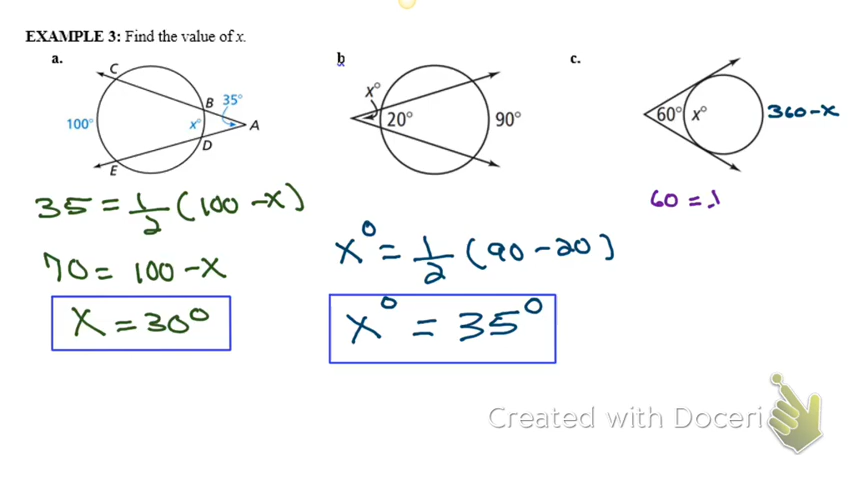 EXAMPLE 3: Find the value of x.
a.
C
B 35°
100°
x°
A
D
E
35 = 1/2 (100 - x)
70 = 100 - x
x = 30°
b
x°
20°
90°
x° = 1/2 (90 - 20)
x° = 35°
c.
60° x°
360 - x
60 =
Created with Doceri